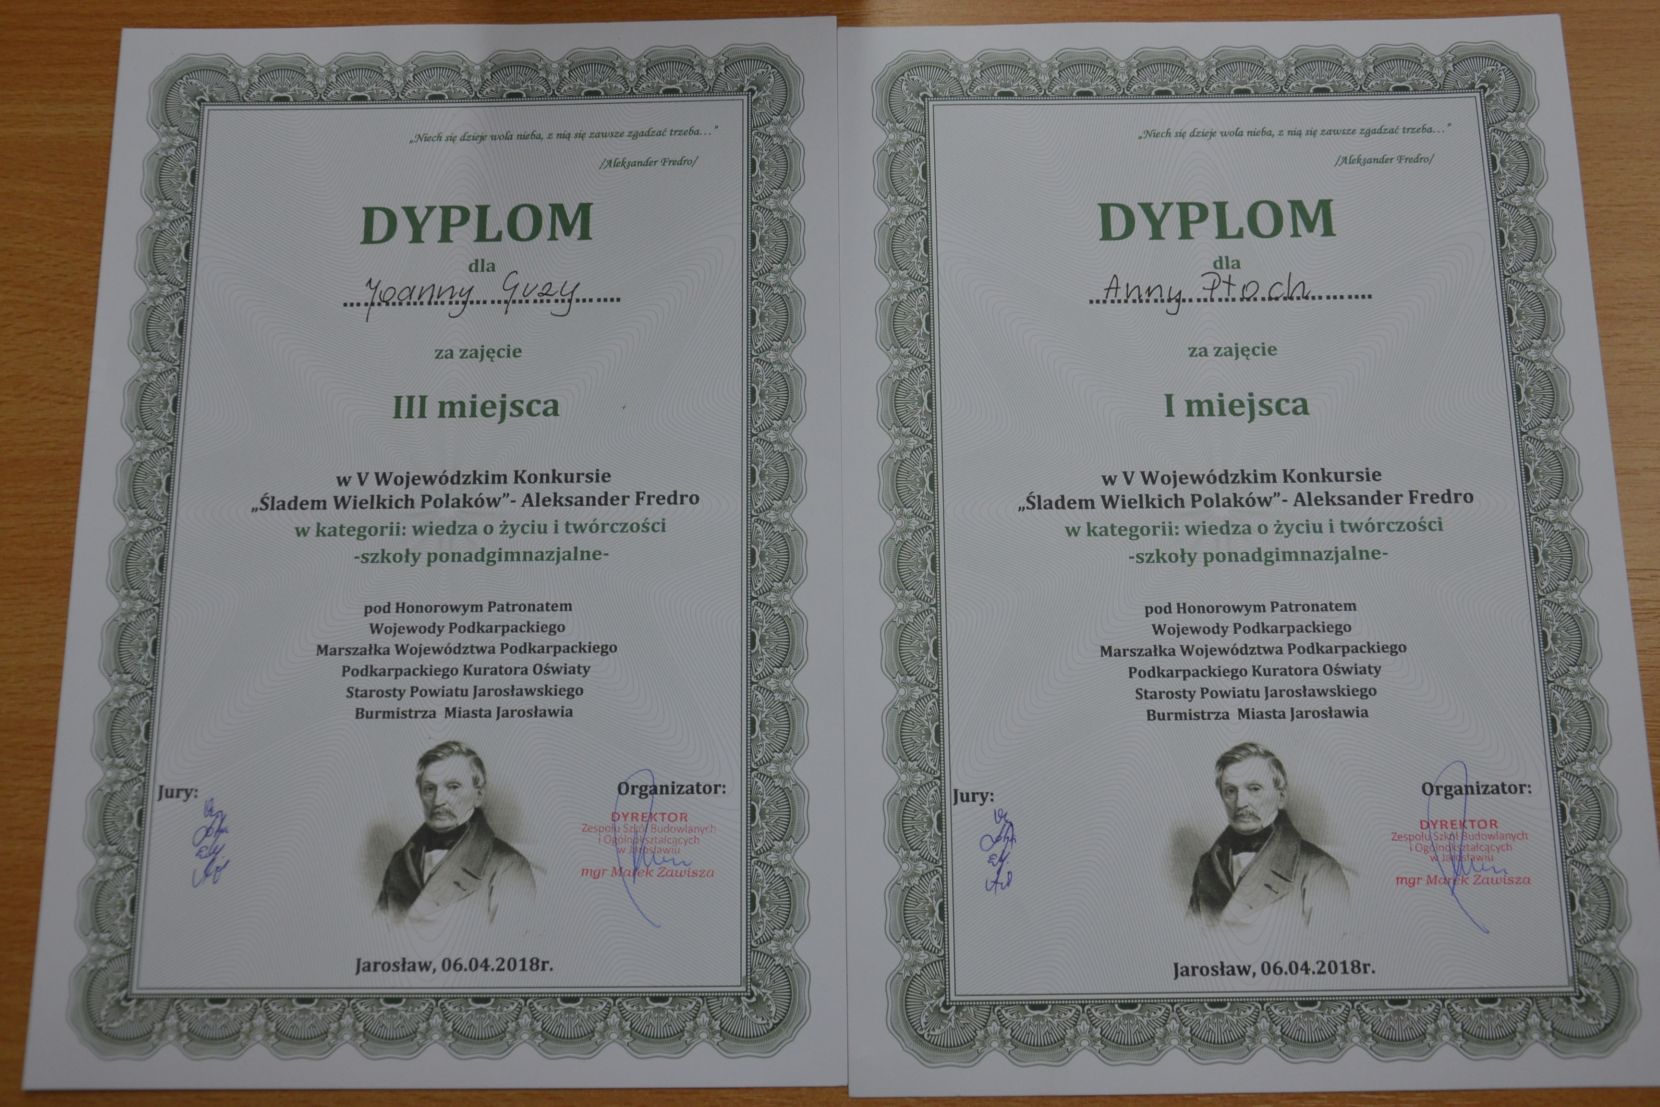 „Niech się dzieje wola nieba, z nią się zawsze zgadzać trzeba…"
/Aleksander Fredro/
DYPLOM
dla
Joanny Guzy
za zajęcie
III miejsca
w V Wojewódzkim Konkursie
„Śladem Wielkich Polaków”- Aleksander Fredro
w kategorii: wiedza o życiu i twórczości
-szkoły ponadgimnazjalne-
pod Honorowym Patronatem
Wojewody Podkarpackiego
Marszałka Województwa Podkarpackiego
Podkarpackiego Kuratora Oświaty
Starosty Powiatu Jarosławskiego
Burmistrza Miasta Jarosławia
Jury:
Organizator:
DYREKTOR
Zespołu Szkół Budowlanych
i Ogólnokształcących
w Jarosławiu
mgr Marek Zawisza
Jarosław, 06.04.2018r.
„Niech się dzieje wola nieba, z nią się zawsze zgadzać trzeba…"
/Aleksander Fredro/
DYPLOM
dla
Anny Płoch
za zajęcie
I miejsca
w V Wojewódzkim Konkursie
„Śladem Wielkich Polaków”- Aleksander Fredro
w kategorii: wiedza o życiu i twórczości
-szkoły ponadgimnazjalne-
pod Honorowym Patronatem
Wojewody Podkarpackiego
Marszałka Województwa Podkarpackiego
Podkarpackiego Kuratora Oświaty
Starosty Powiatu Jarosławskiego
Burmistrza Miasta Jarosławia
Jury:
Organizator:
DYREKTOR
Zespołu Szkół Budowlanych
i Ogólnokształcących
w Jarosławiu
mgr Marek Zawisza
Jarosław, 06.04.2018r.